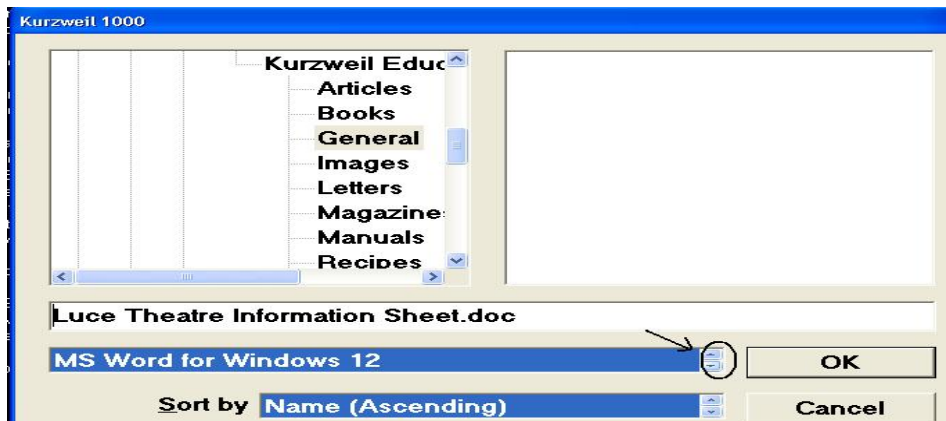 Kurzweil 1000
Kurzweil Educ
Articles
Books
General
Images
Letters
Magazine
Manuals
Recipes
Luce Theatre Information Sheet.doc
MS Word for Windows 12
OK
Sort by Name (Ascending)
Cancel